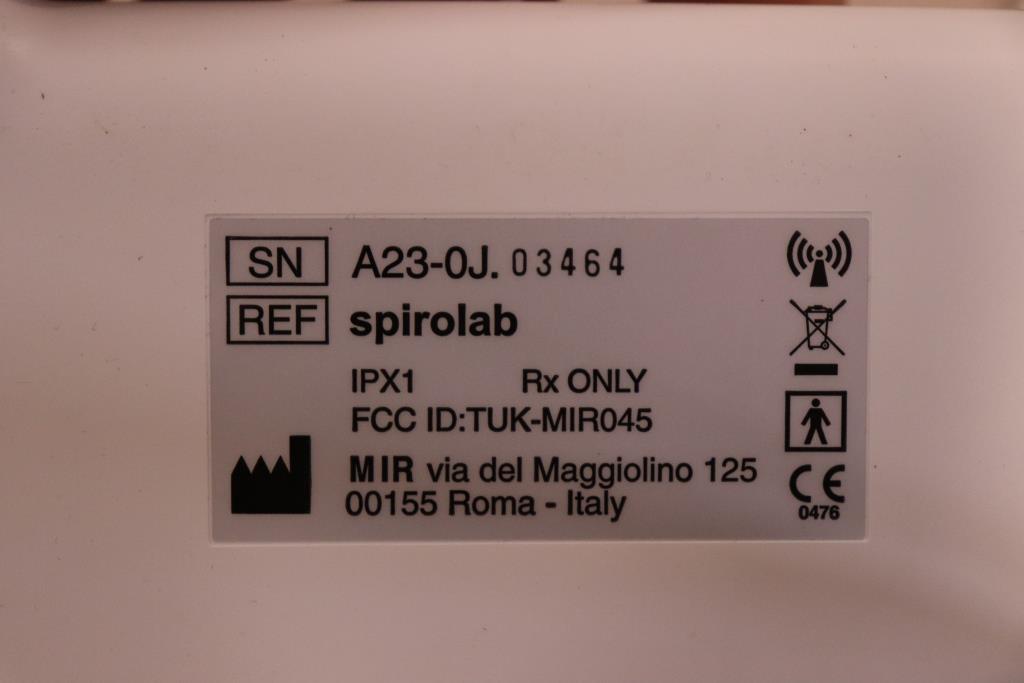 SN A23-0J. 03464
REF spirolab
IPX1 Rx ONLY
FCC ID:TUK-MIR045
MIR via del Maggiolino 125
00155 Roma - Italy
CE
0476